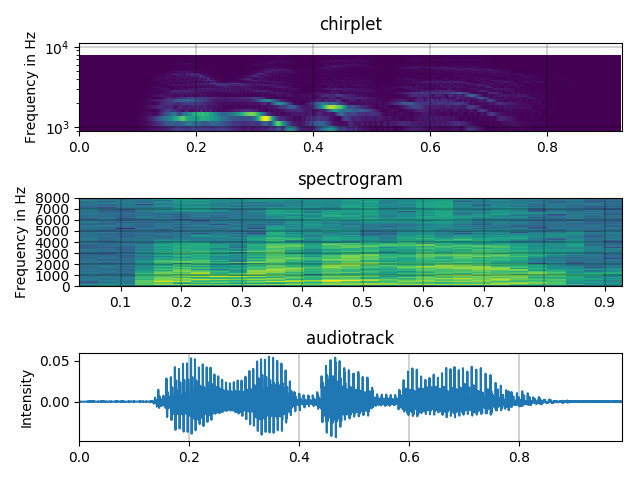 chirplet
Frequency in Hz
10⁴
10³
0.0 0.2 0.4 0.6 0.8
spectrogram
Frequency in Hz
8000
7000
6000
5000
4000
3000
2000
1000
0
0.1 0.2 0.3 0.4 0.5 0.6 0.7 0.8 0.9
audiotrack
Intensity
0.05
0.00
0.0 0.2 0.4 0.6 0.8